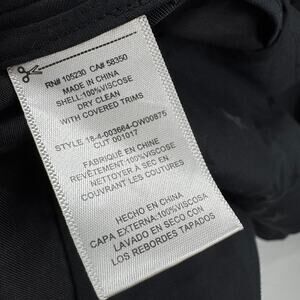 RN# 105230 CA# 58350
MADE IN CHINA
SHELL:100%VISCOSE
DRY CLEAN
WITH COVERED TRIMS
STYLE 18-4-003664-OW00875
CUT 001017
FABRIQUÉ EN CHINE
REVÊTEMENT:100%VISCOSE
NETTOYER À SEC EN
COUVRANT LES COUTURES
HECHO EN CHINA
CAPA EXTERNA:100%VISCOSA
LAVADO EN SECO CON
LOS REBORDES TAPADOS